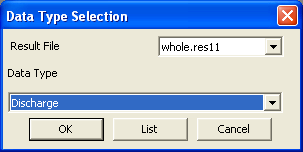 Data Type Selection
Result File
whole.res11
Data Type
Discharge
OK
List
Cancel